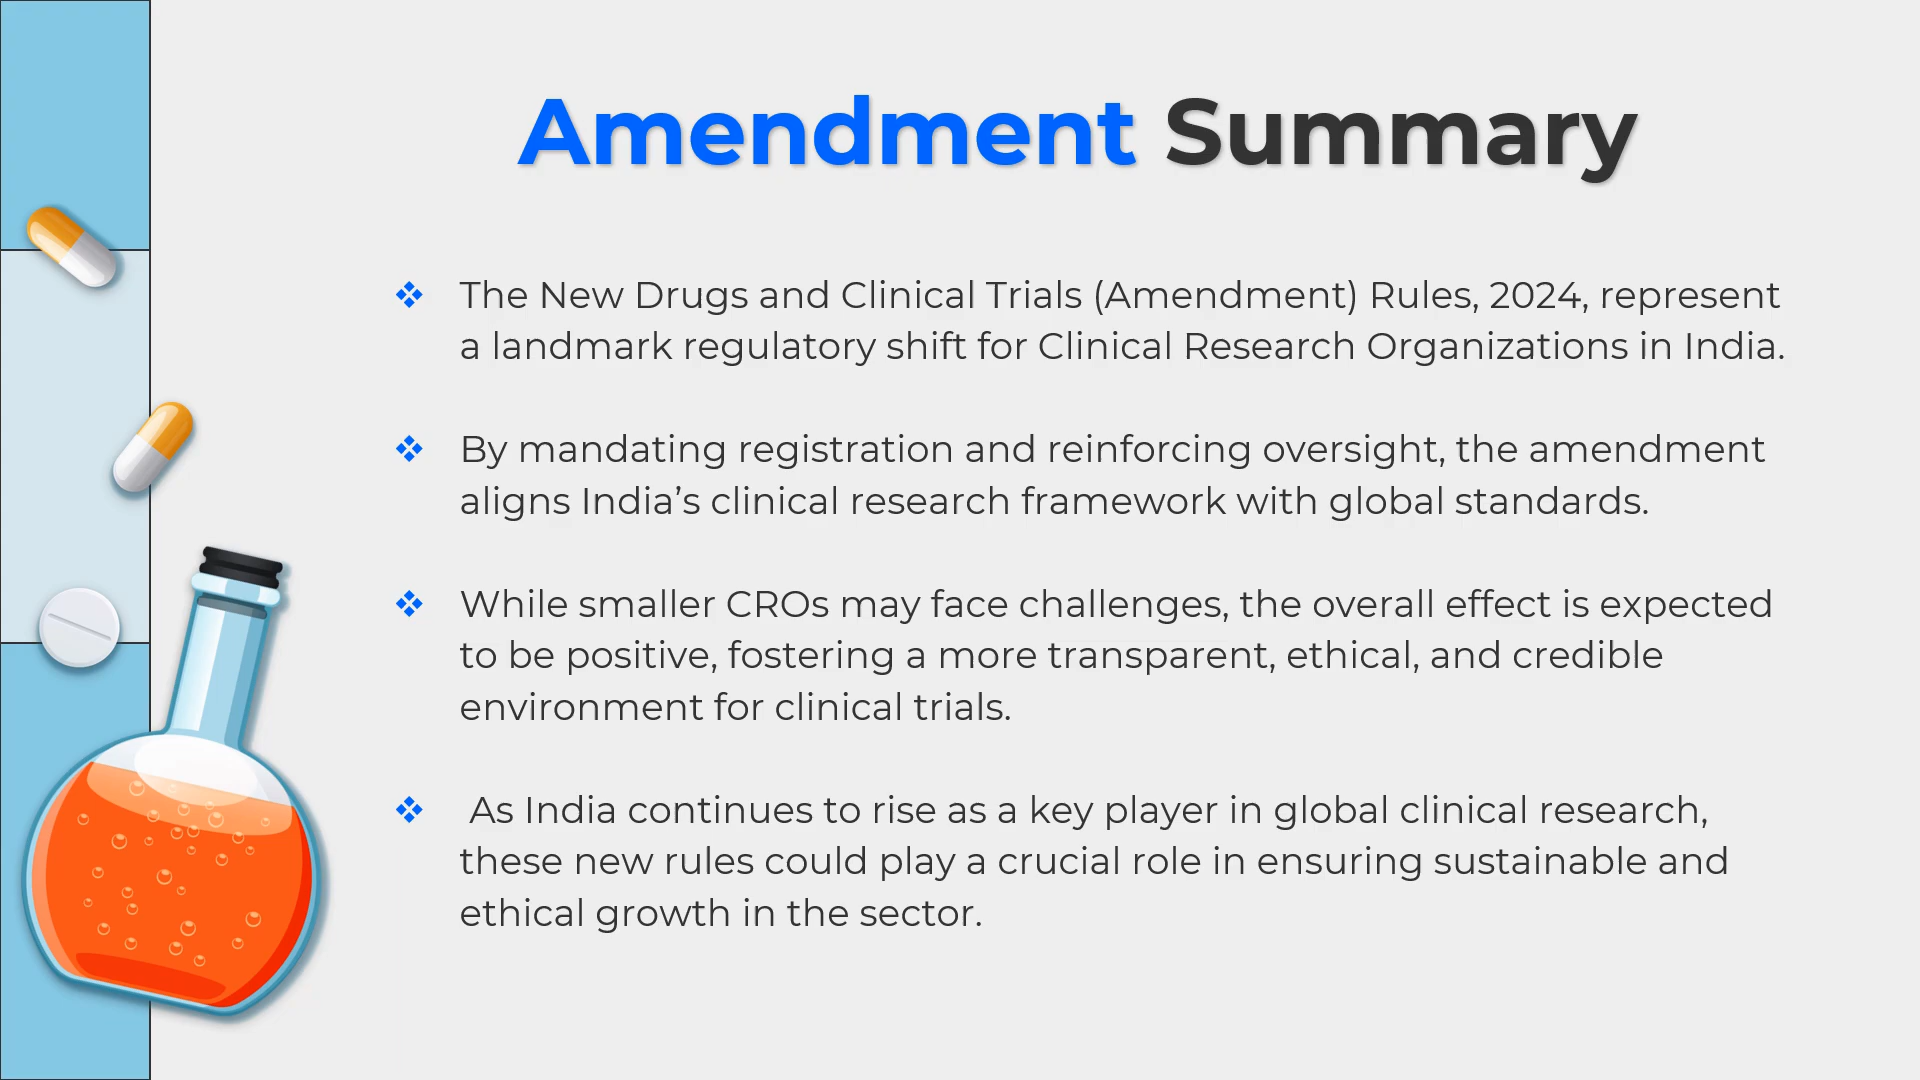 Amendment Summary
❖ The New Drugs and Clinical Trials (Amendment) Rules, 2024, represent
a landmark regulatory shift for Clinical Research Organizations in India.
❖ By mandating registration and reinforcing oversight, the amendment
aligns India’s clinical research framework with global standards.
❖ While smaller CROs may face challenges, the overall effect is expected
to be positive, fostering a more transparent, ethical, and credible
environment for clinical trials.
❖ As India continues to rise as a key player in global clinical research,
these new rules could play a crucial role in ensuring sustainable and
ethical growth in the sector.